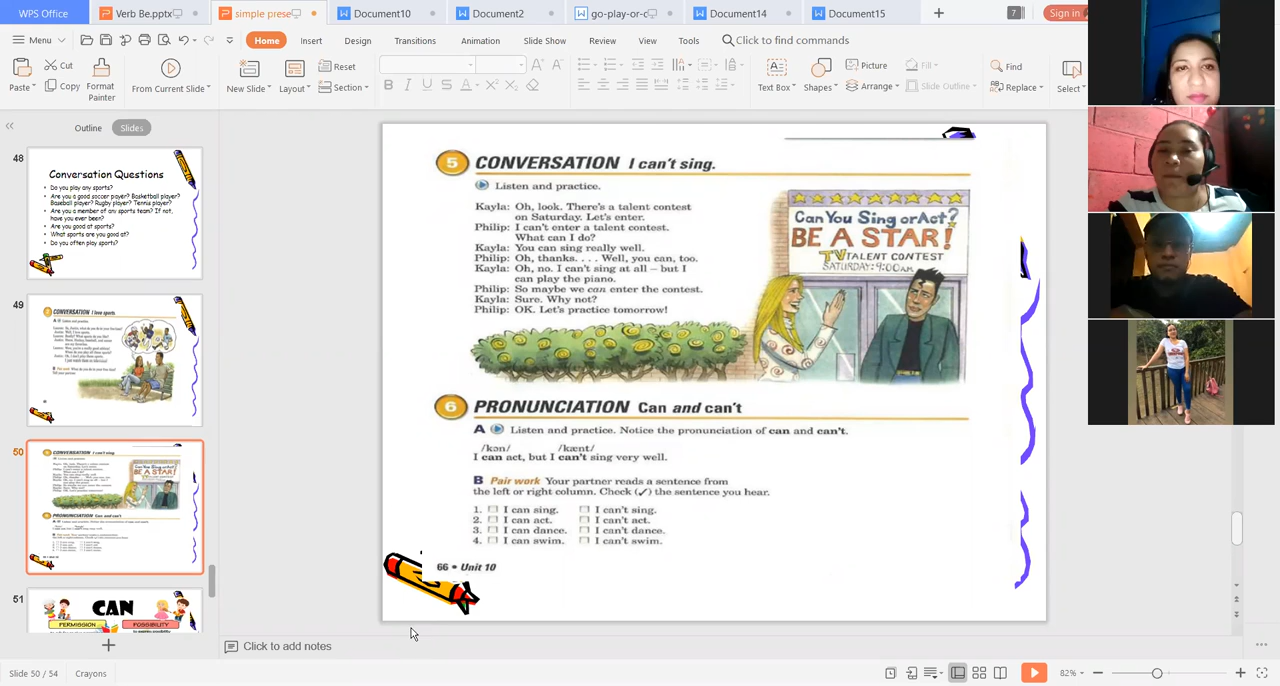 WPS Office
Verb Be.pptx
simple prese
Document10
Document2
go-play-or-c
Document14
Document15
7
Sign in
Menu
Home
Insert
Design
Transitions
Animation
Slide Show
Review
View
Tools
Click to find commands
Paste
Cut
Copy
Format
Painter
From Current Slide
New Slide
Layout
Reset
Section
Text Box
Shapes
Picture
Arrange
Fill
Slide Outline
Find
Replace
Select
Outline
Slides
48
Conversation Questions
Do you play any sports?
Are you a good soccer player? Basketball player?
Baseball player? Rugby player? Tennis player?
Are you a member of any sports team? If not,
have you ever been?
Are you good at sports?
What sports are you good at?
Do you often play sports?
49
CONVERSATION I love sports
50
51
CAN
PERMISSION
POSSIBILITY
5 CONVERSATION I can't sing.
Listen and practice.
Kayla: Oh, look. There's a talent contest
on Saturday. Let's enter.
Philip: I can't enter a talent contest.
What can I do?
Kayla: You can sing really well.
Philip: Oh, thanks. . . . Well, you can, too.
Kayla: Oh, no. I can't sing at all – but I
can play the piano.
Philip: So maybe we can enter the contest.
Kayla: Sure. Why not?
Philip: OK. Let's practice tomorrow!
Can You Sing or Act?
BE A STAR!
TV TALENT CONTEST
SATURDAY: 9:00 AM
6 PRONUNCIATION Can and can't
A Listen and practice. Notice the pronunciation of can and can't.
/kən/ /kænt/
I can act, but I can't sing very well.
B Pair work Your partner reads a sentence from
the left or right column. Check (✓) the sentence you hear.
1. I can sing. I can't sing.
2. I can act. I can't act.
3. I can dance. I can't dance.
4. I can swim. I can't swim.
66 • Unit 10
Click to add notes
Slide 50 / 54
Crayons
82%